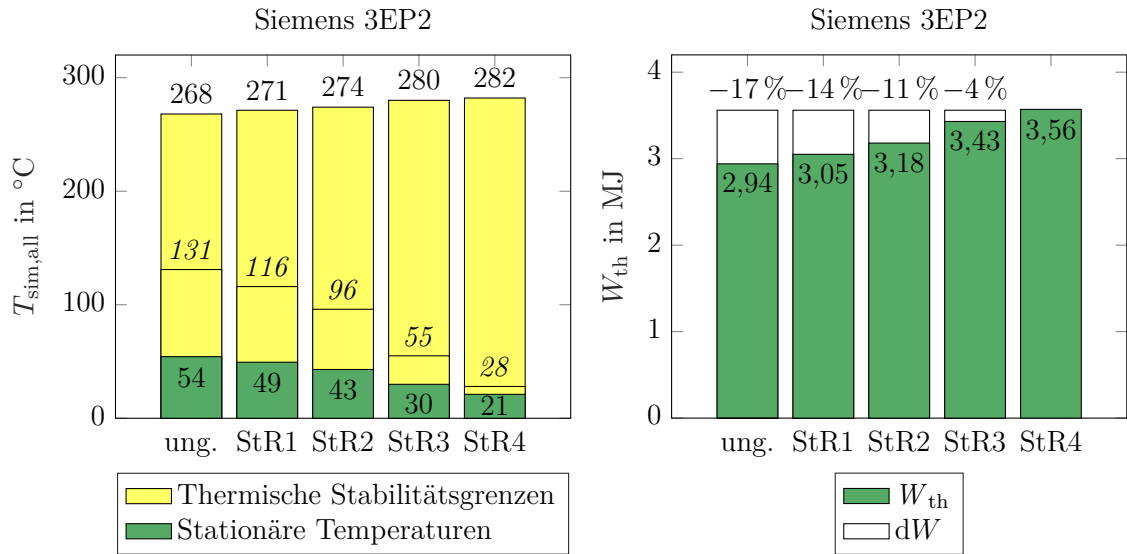 Siemens 3EP2
T_sim,all in °C
300
200
100
0
268
271
274
280
282
131
116
96
55
28
54
49
43
30
21
ung. StR1 StR2 StR3 StR4
Thermische Stabilitätsgrenzen
Stationäre Temperaturen
Siemens 3EP2
W_th in MJ
4
3
2
1
0
−17 % −14 % −11 % −4 %
2,94
3,05
3,18
3,43
3,56
ung. StR1 StR2 StR3 StR4
W_th
dW